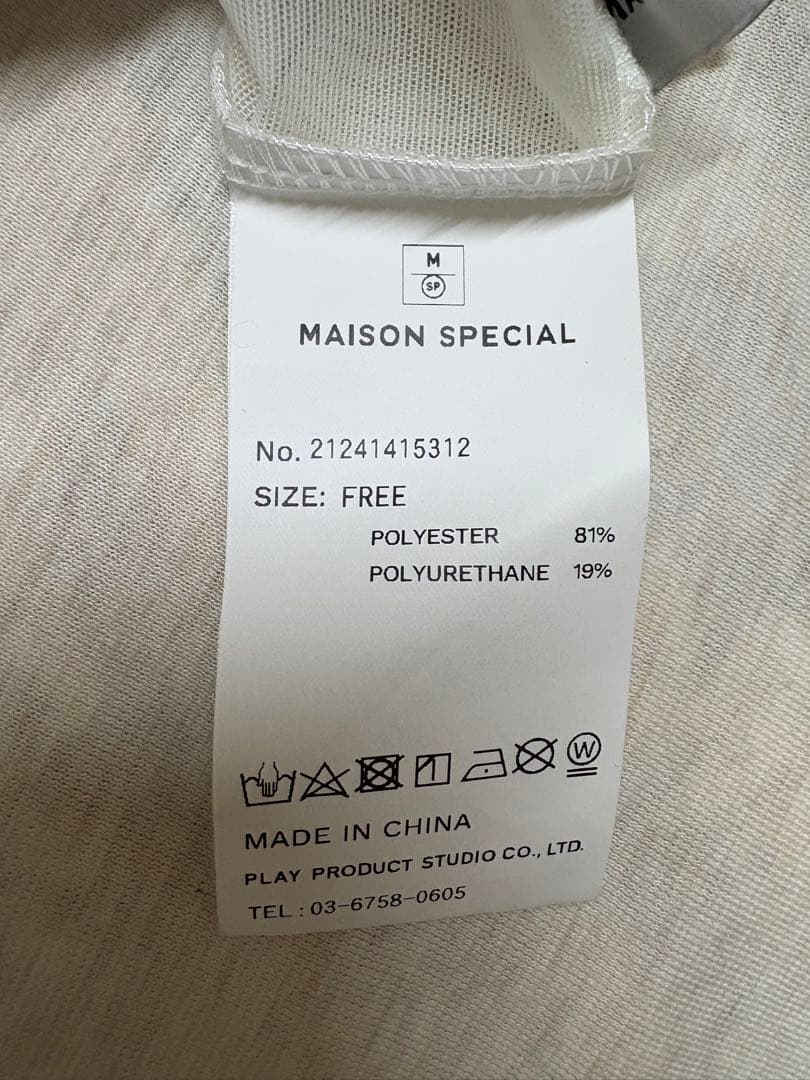 M
SP
MAISON SPECIAL
No. 21241415312
SIZE: FREE
POLYESTER 81%
POLYURETHANE 19%
W
MADE IN CHINA
PLAY PRODUCT STUDIO CO., LTD.
TEL : 03-6758-0605